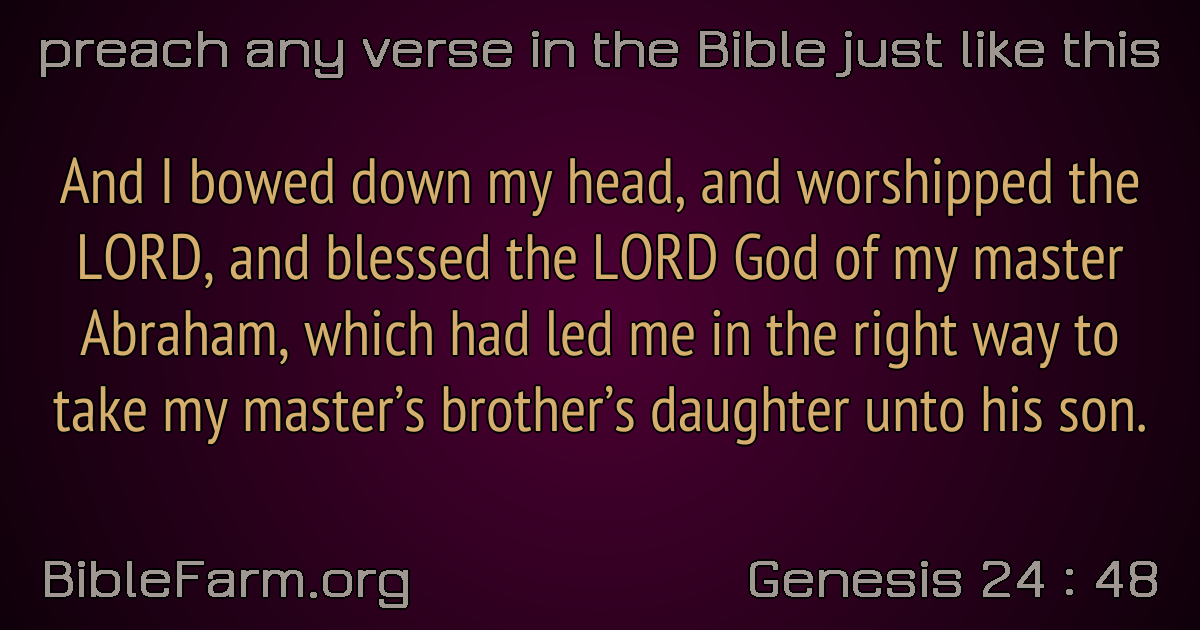 preach any verse in the Bible just like this
And I bowed down my head, and worshipped the
LORD, and blessed the LORD God of my master
Abraham, which had led me in the right way to
take my master’s brother’s daughter unto his son.
BibleFarm.org
Genesis 24 : 48